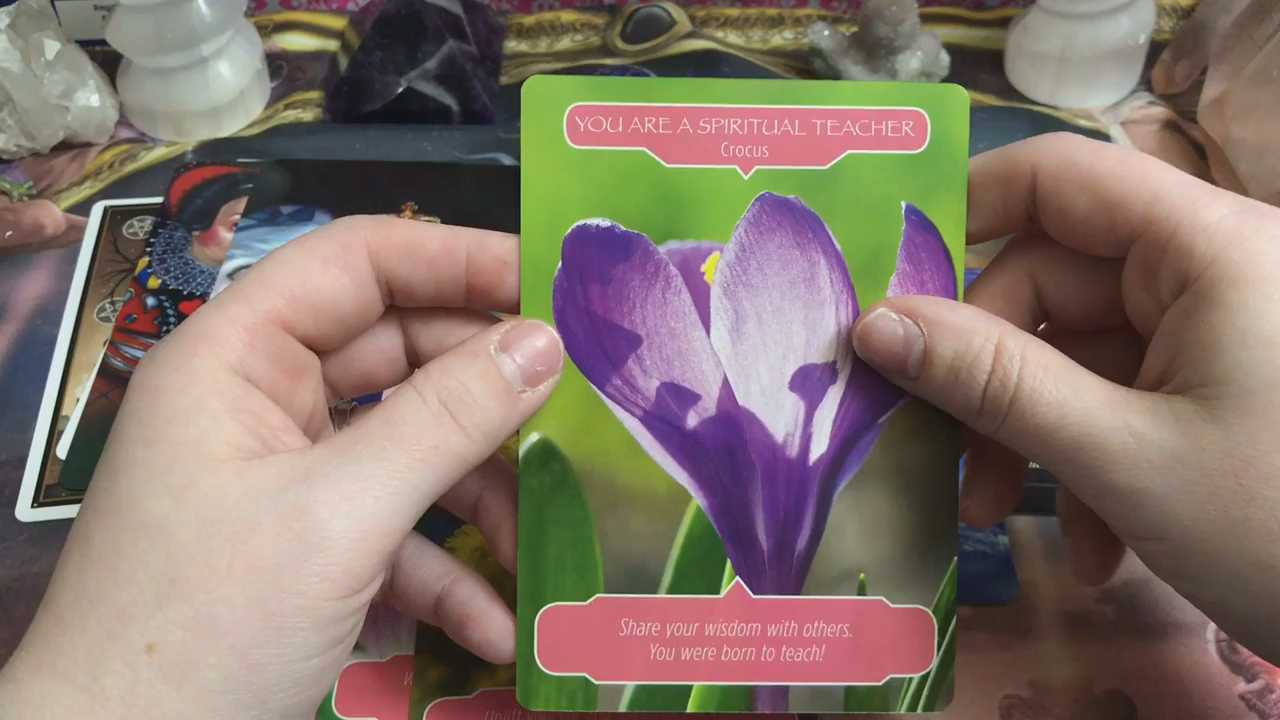 YOU ARE A SPIRITUAL TEACHER
Crocus
Share your wisdom with others.
You were born to teach!